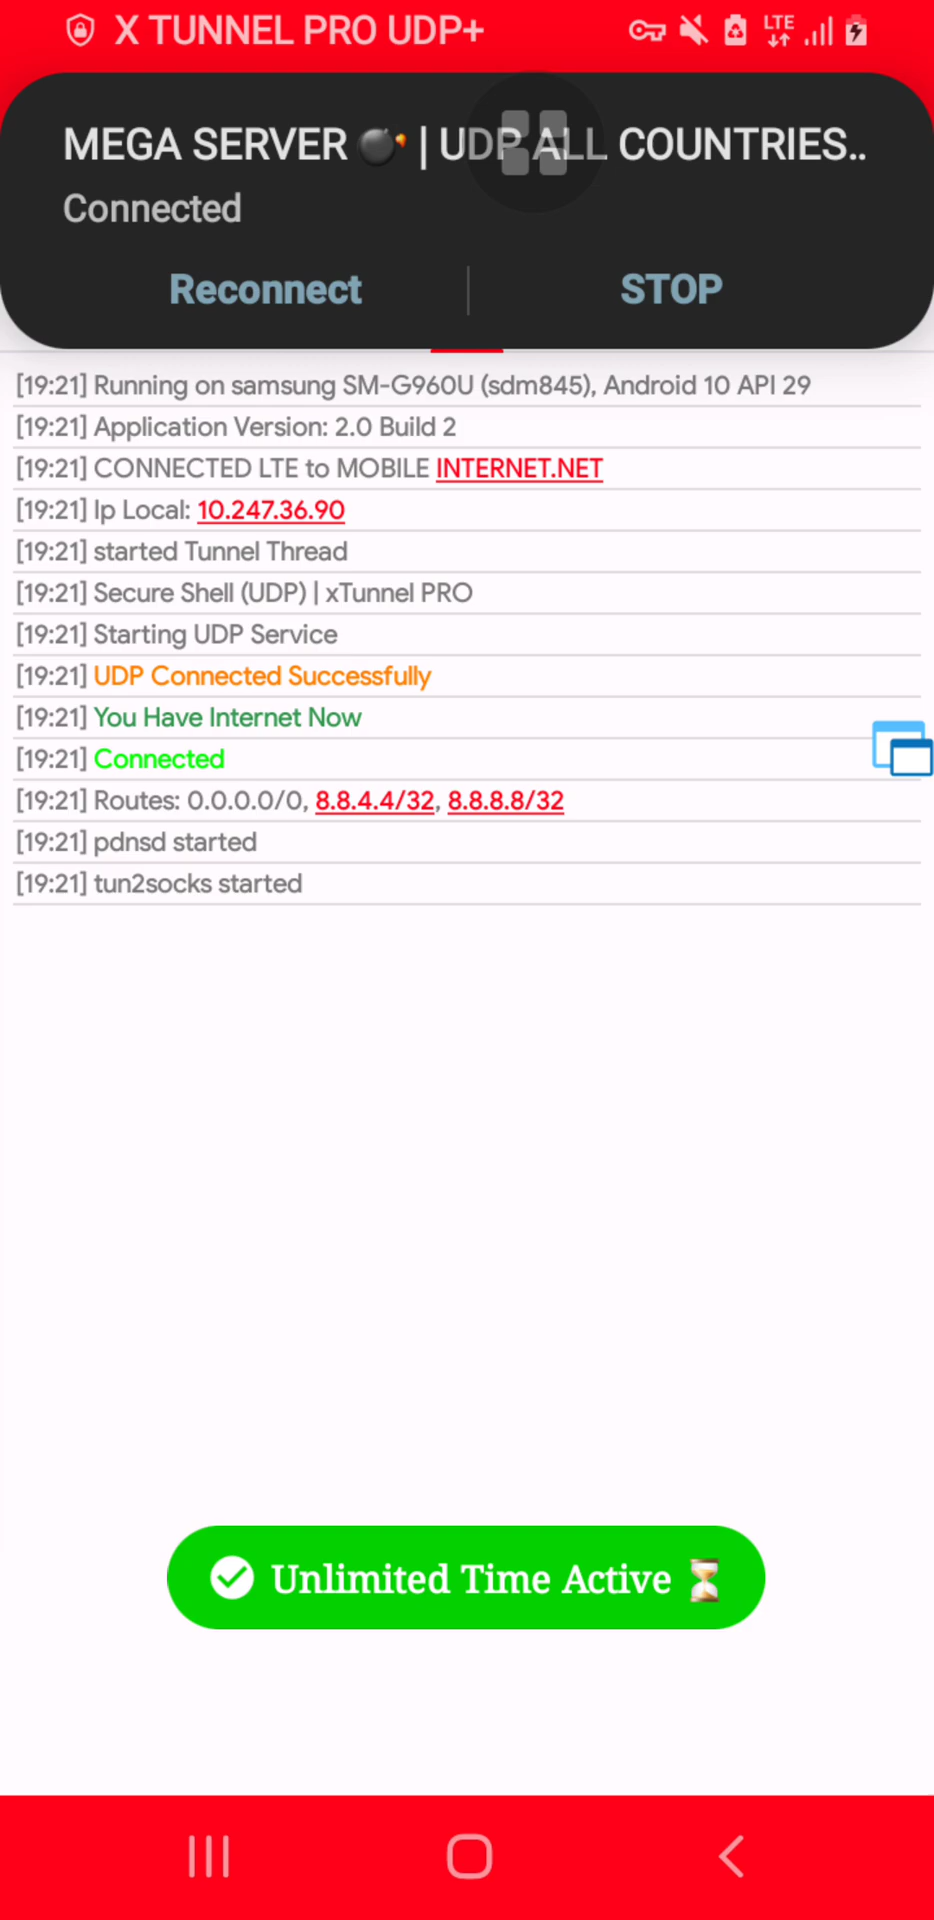 X TUNNEL PRO UDP+
LTE
MEGA SERVER 💣 | UDP ALL COUNTRIES..
Connected
Reconnect | STOP
[19:21] Running on samsung SM-G960U (sdm845), Android 10 API 29
[19:21] Application Version: 2.0 Build 2
[19:21] CONNECTED LTE to MOBILE INTERNET.NET
[19:21] Ip Local: 10.247.36.90
[19:21] started Tunnel Thread
[19:21] Secure Shell (UDP) | xTunnel PRO
[19:21] Starting UDP Service
[19:21] UDP Connected Successfully
[19:21] You Have Internet Now
[19:21] Connected
[19:21] Routes: 0.0.0.0/0, 8.8.4.4/32, 8.8.8.8/32
[19:21] pdnsd started
[19:21] tun2socks started
Unlimited Time Active ⏳